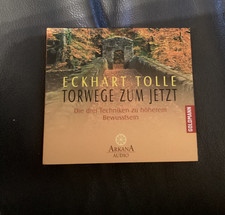 ECKHART TOLLE
TORWEGE ZUM JETZT
Die drei Techniken zu höherem
Bewusstsein
GOLDMANN
ARKANA
AUDIO